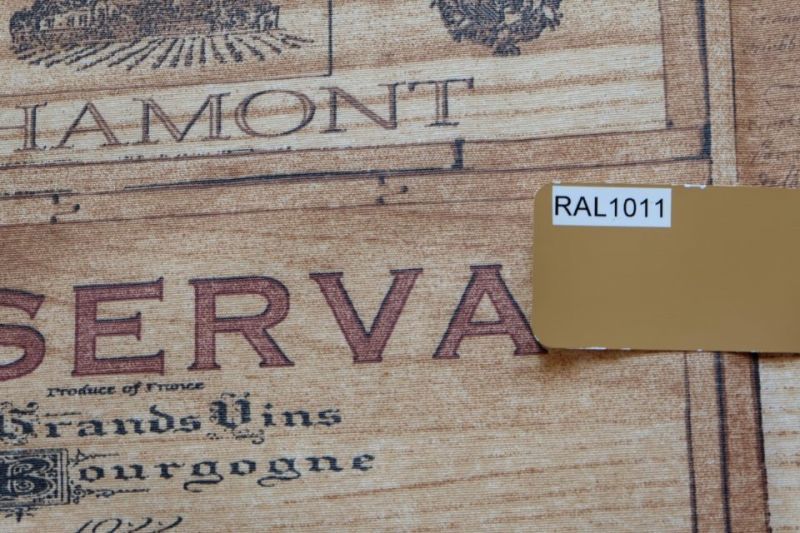 HAMONT
RAL1011
SERVA
Produce of France
Grands Vins
Bourgogne